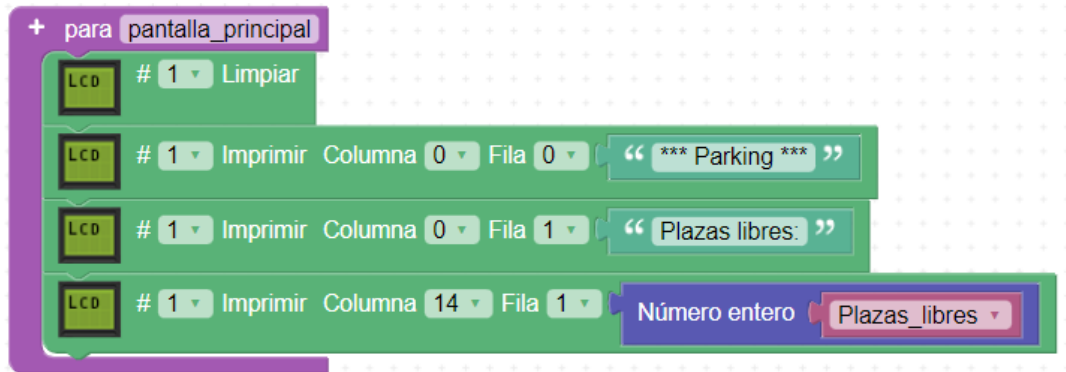 + para pantalla_principal
LCD # 1 Limpiar
LCD # 1 Imprimir Columna 0 Fila 0 “ *** Parking *** ”
LCD # 1 Imprimir Columna 0 Fila 1 “ Plazas libres: ”
LCD # 1 Imprimir Columna 14 Fila 1 Número entero Plazas_libres